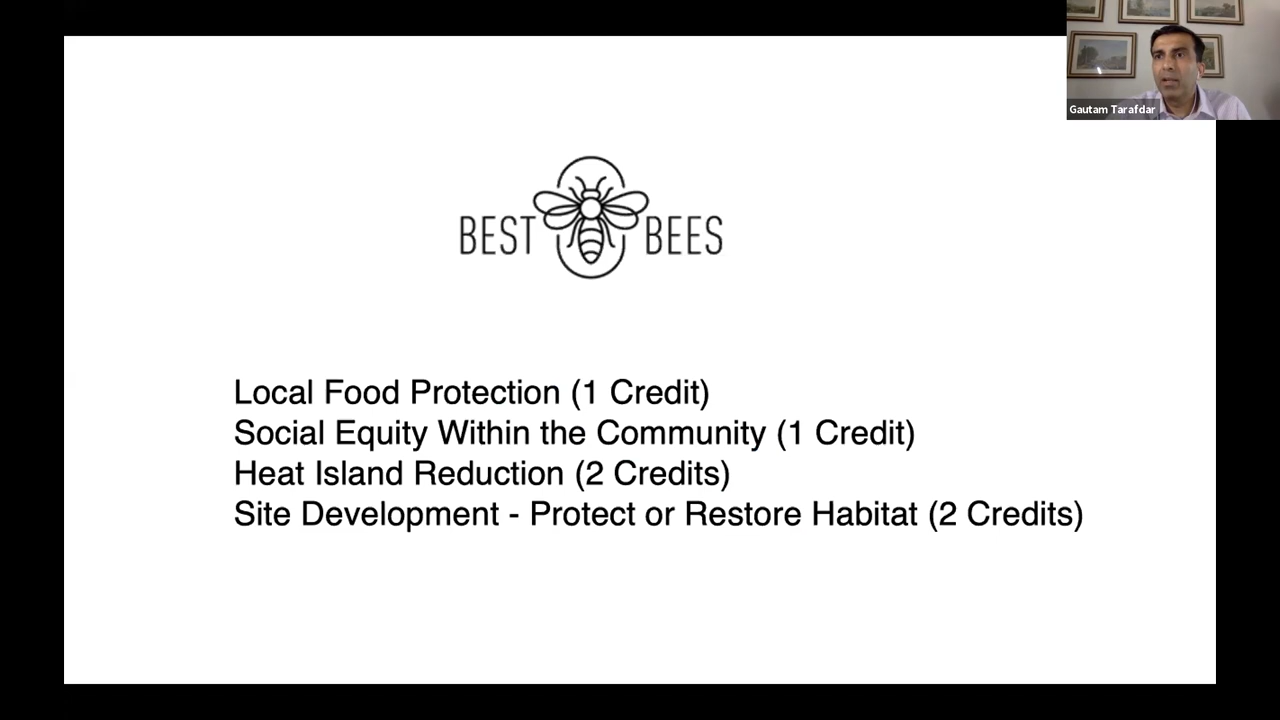 Gautam Tarafdar
BEST BEES
Local Food Protection (1 Credit)
Social Equity Within the Community (1 Credit)
Heat Island Reduction (2 Credits)
Site Development - Protect or Restore Habitat (2 Credits)